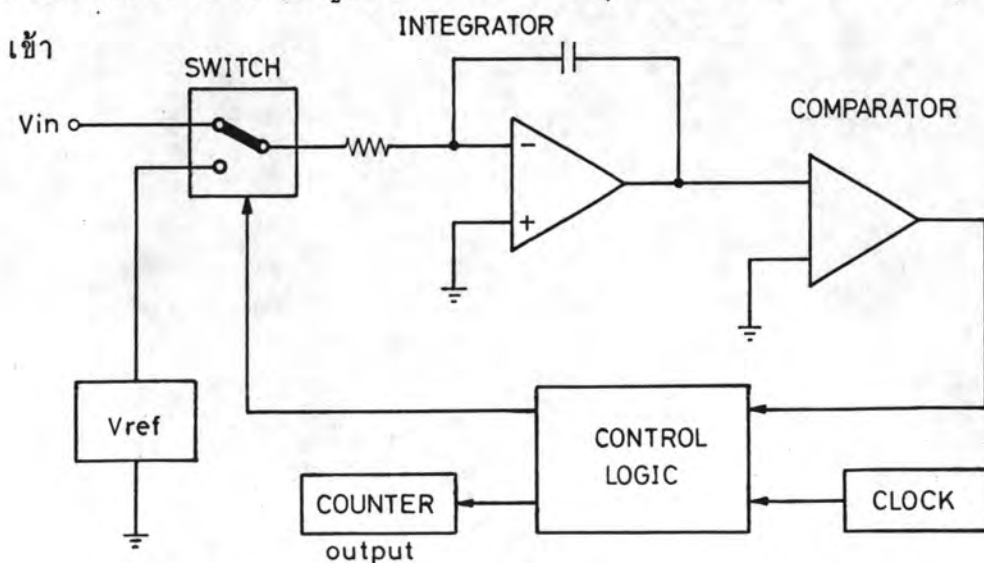 เข้า
INTEGRATOR
SWITCH
COMPARATOR
Vin
-
+
Vref
CONTROL
LOGIC
CLOCK
COUNTER
output